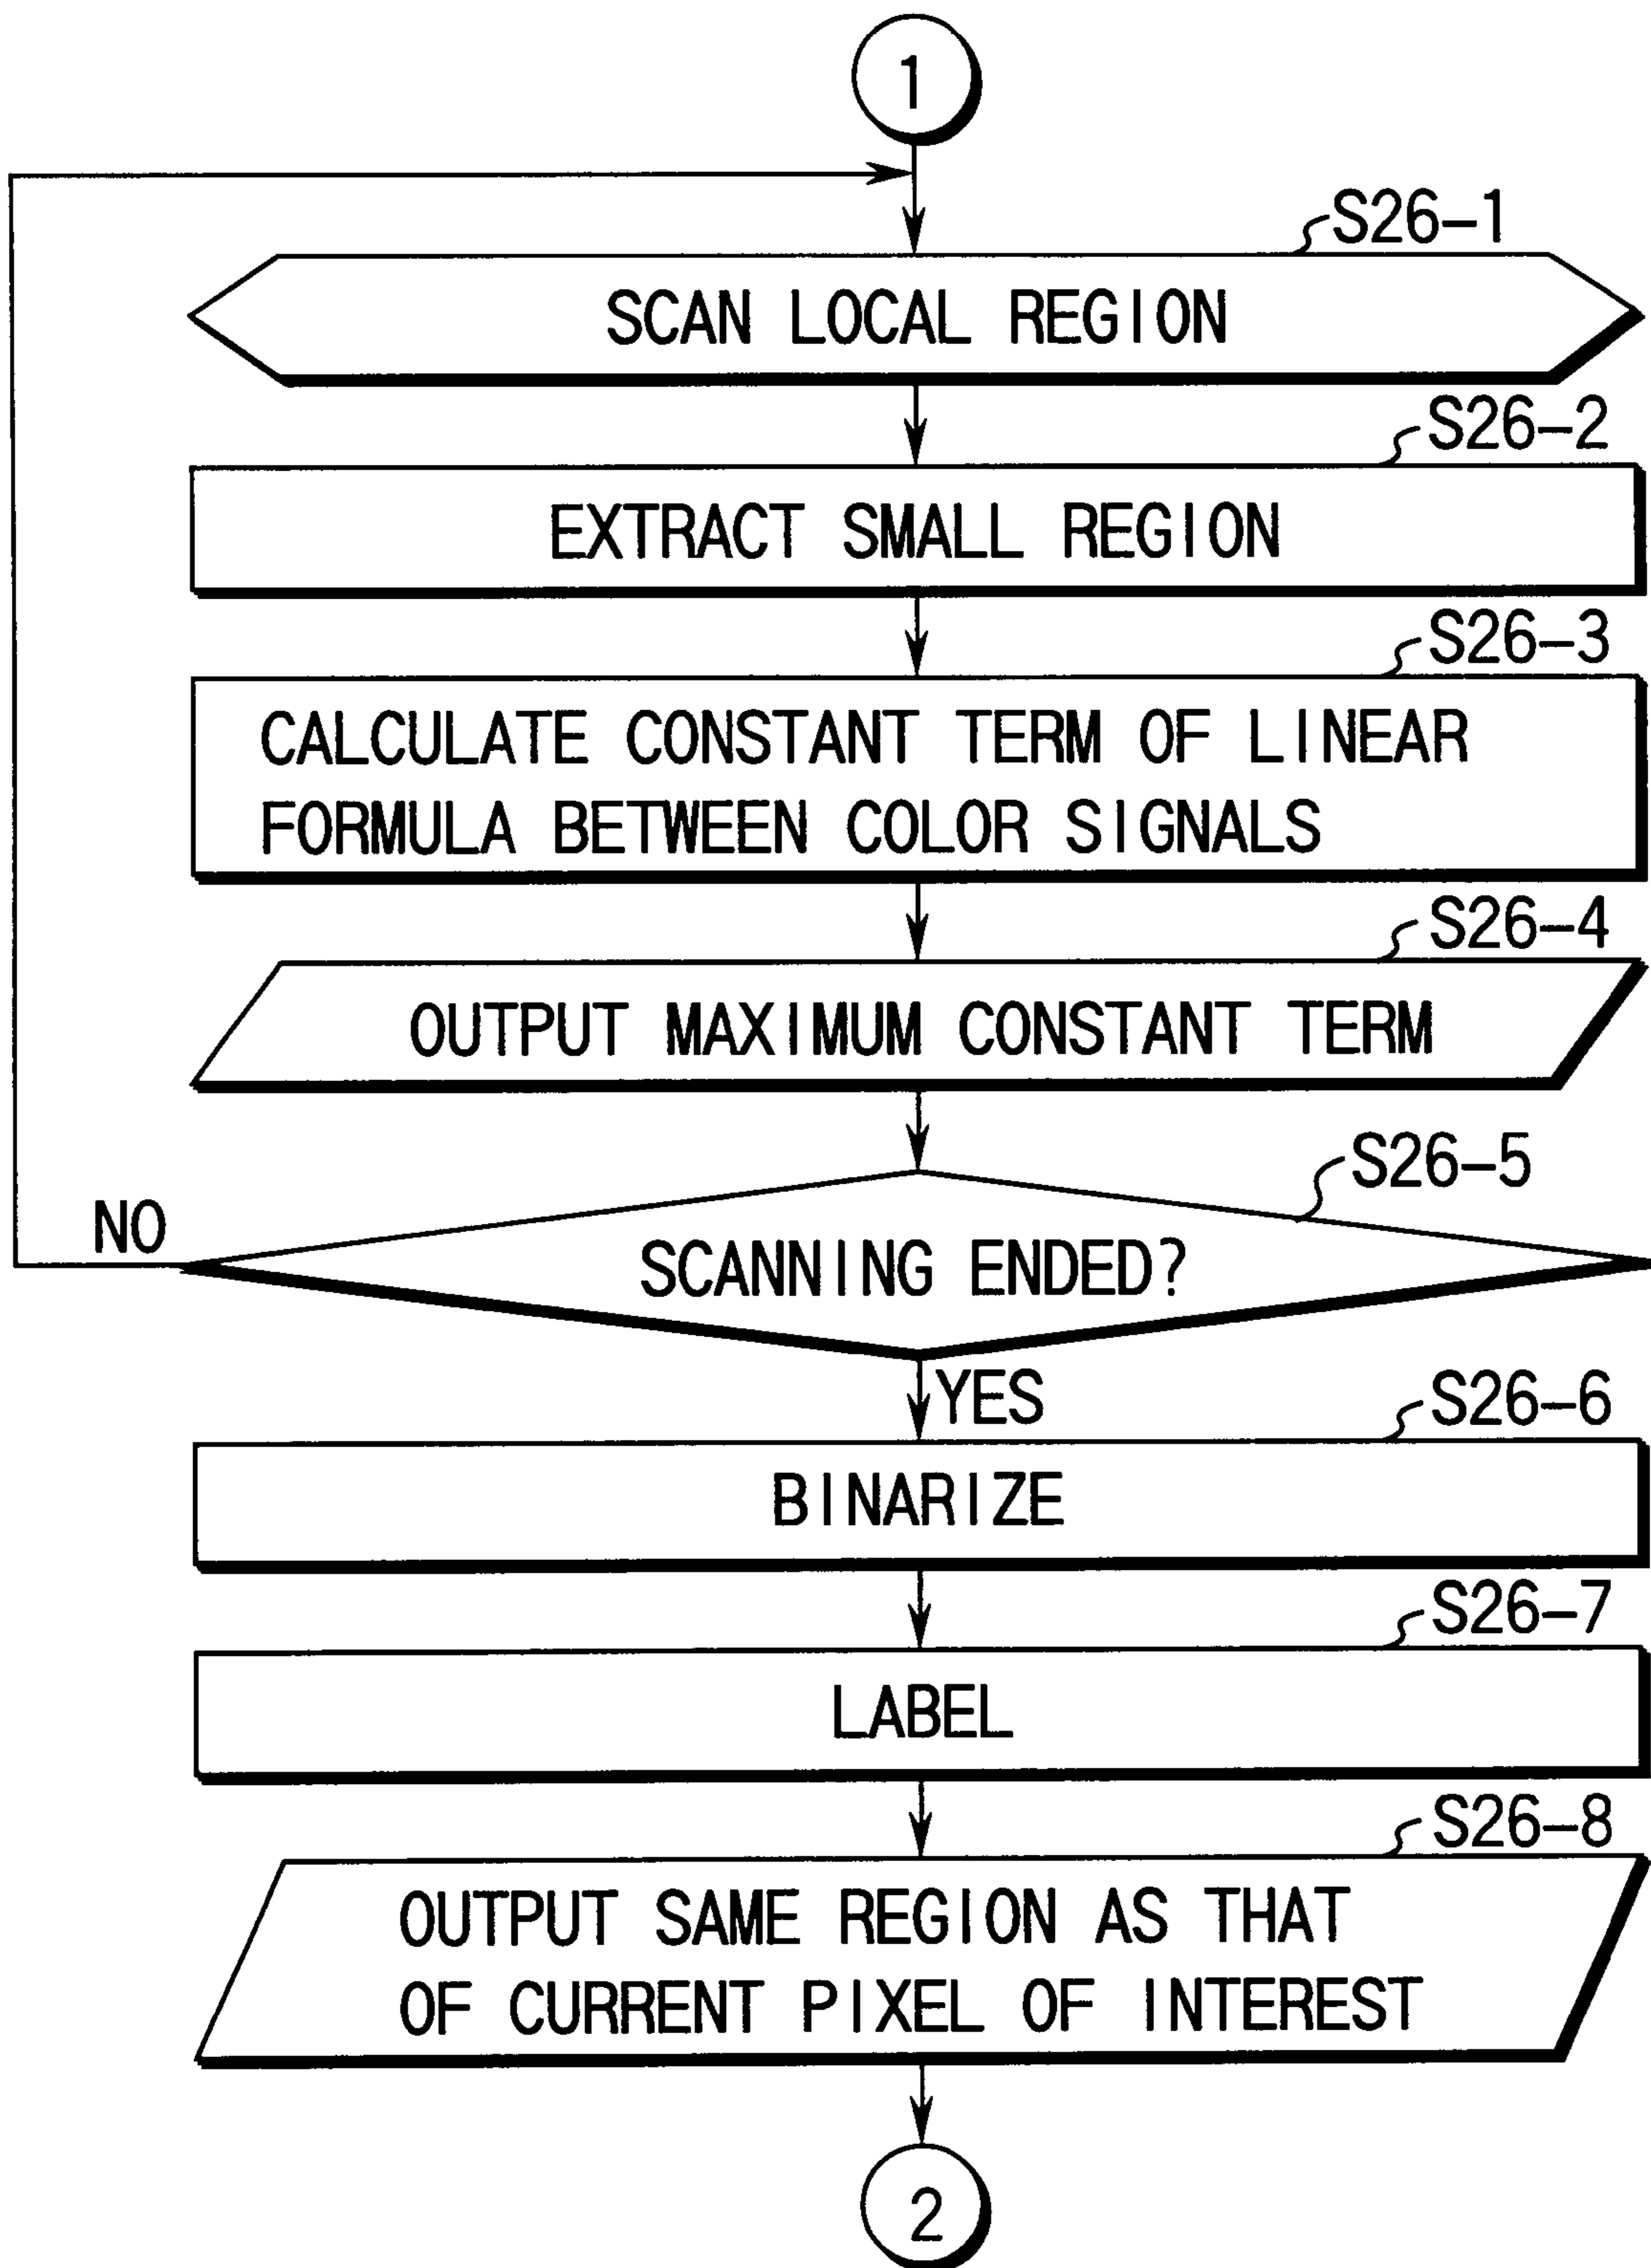 1
S26-1
SCAN LOCAL REGION
S26-2
EXTRACT SMALL REGION
S26-3
CALCULATE CONSTANT TERM OF LINEAR
FORMULA BETWEEN COLOR SIGNALS
S26-4
OUTPUT MAXIMUM CONSTANT TERM
S26-5
NO
SCANNING ENDED?
YES
S26-6
BINARIZE
S26-7
LABEL
S26-8
OUTPUT SAME REGION AS THAT
OF CURRENT PIXEL OF INTEREST
2